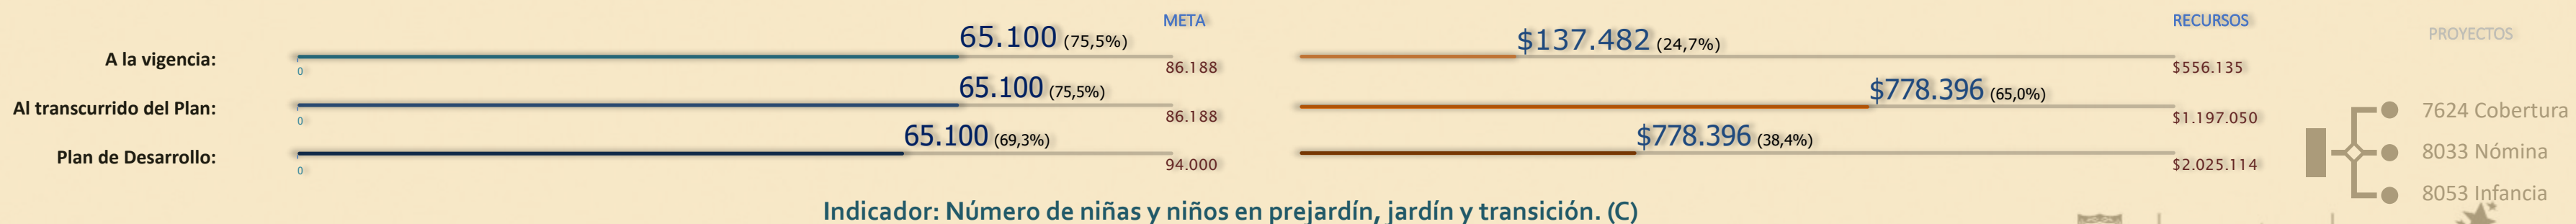 META
RECURSOS
PROYECTOS
A la vigencia:
65.100 (75,5%)
0
86.188
$137.482 (24,7%)
$556.135
Al transcurrido del Plan:
65.100 (75,5%)
0
86.188
$778.396 (65,0%)
$1.197.050
Plan de Desarrollo:
65.100 (69,3%)
0
94.000
$778.396 (38,4%)
$2.025.114
7624 Cobertura
8033 Nómina
8053 Infancia
Indicador: Número de niñas y niños en prejardín, jardín y transición. (C)